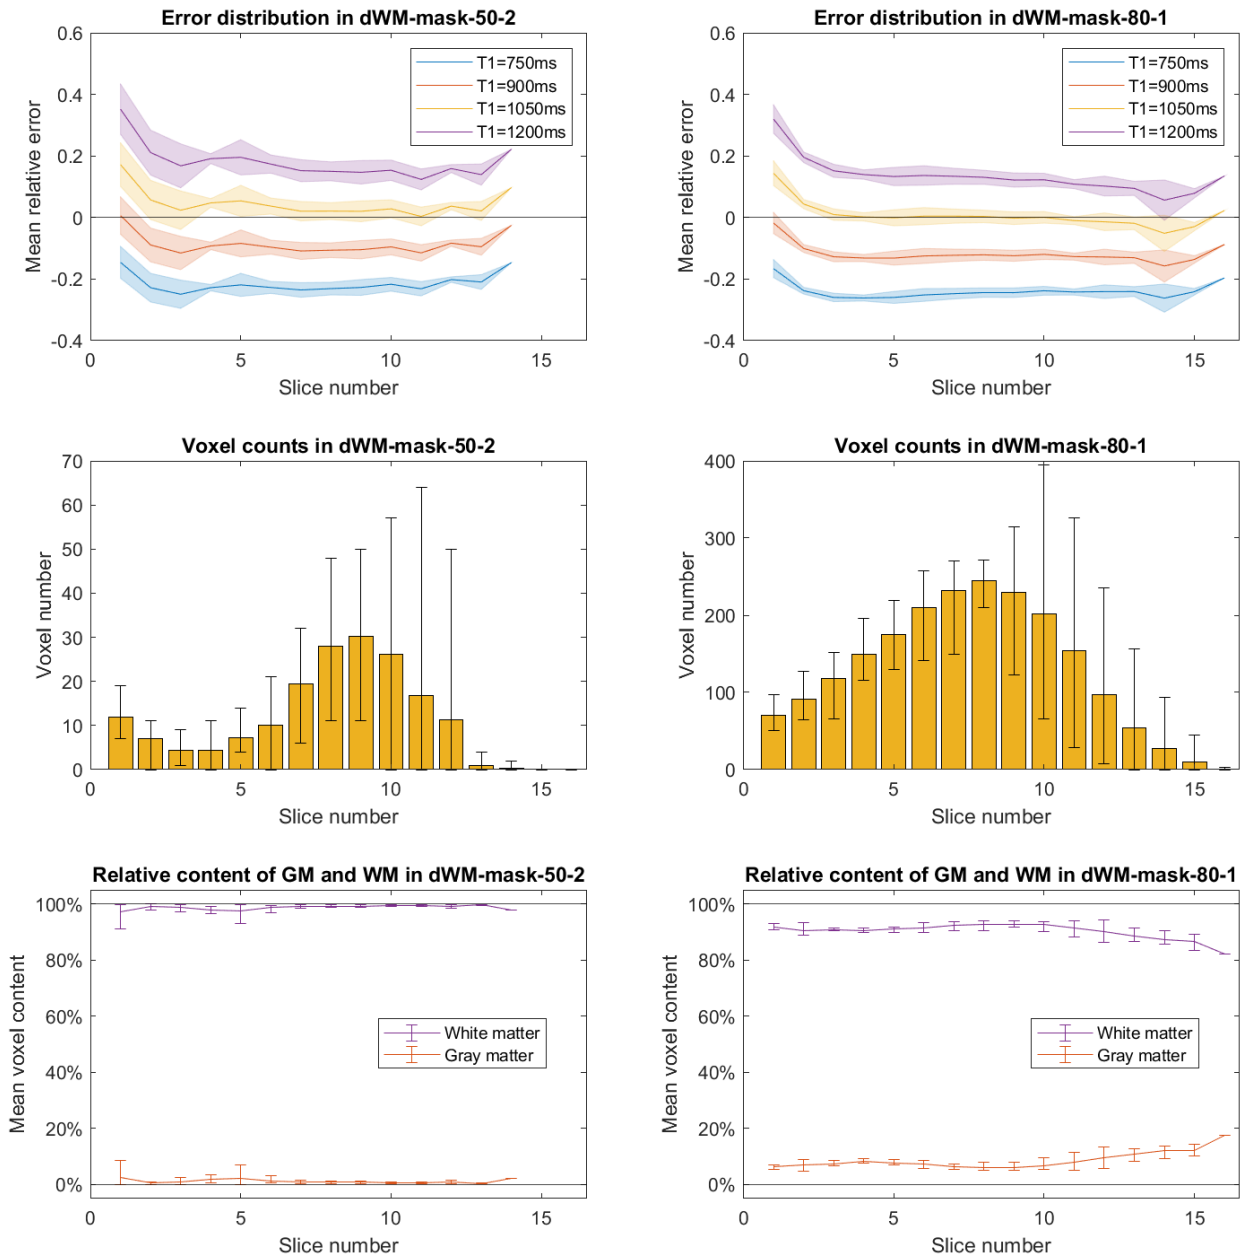 Error distribution in dWM-mask-50-2
0.6
0.4
0.2
0
-0.2
-0.4
Mean relative error
T1=750ms
T1=900ms
T1=1050ms
T1=1200ms
0
5
10
15
Slice number
Error distribution in dWM-mask-80-1
0.6
0.4
0.2
0
-0.2
-0.4
Mean relative error
T1=750ms
T1=900ms
T1=1050ms
T1=1200ms
0
5
10
15
Slice number
Voxel counts in dWM-mask-50-2
70
60
50
40
30
20
10
0
Voxel number
0
5
10
15
Slice number
Voxel counts in dWM-mask-80-1
400
300
200
100
0
Voxel number
0
5
10
15
Slice number
Relative content of GM and WM in dWM-mask-50-2
100%
80%
60%
40%
20%
0%
Mean voxel content
White matter
Gray matter
0
5
10
15
Slice number
Relative content of GM and WM in dWM-mask-80-1
100%
80%
60%
40%
20%
0%
Mean voxel content
White matter
Gray matter
0
5
10
15
Slice number